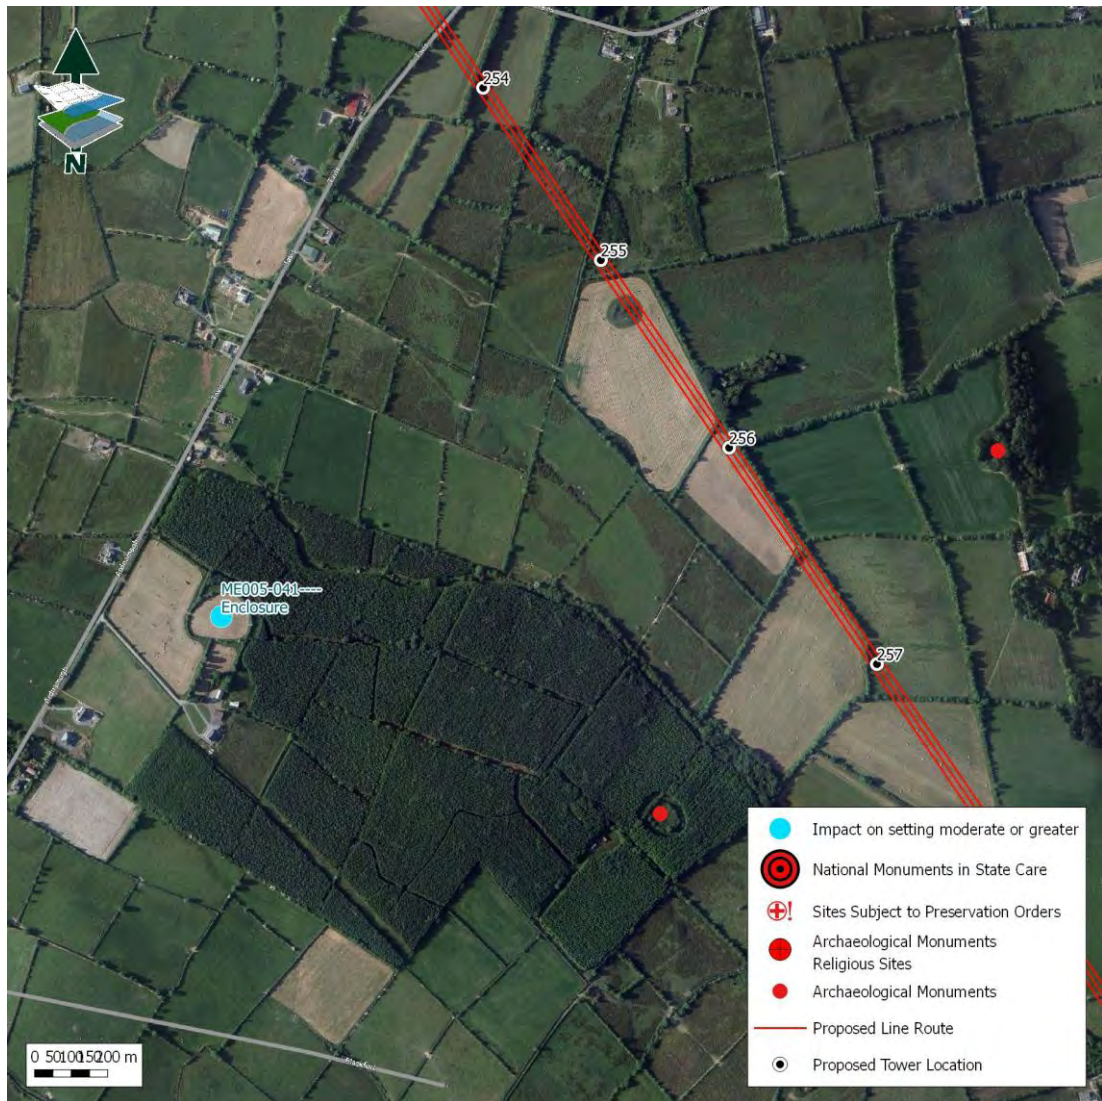 254
255
256
257
N
ME005-041----
Enclosure
Impact on setting moderate or greater
National Monuments in State Care
Sites Subject to Preservation Orders
Archaeological Monuments
Religious Sites
Archaeological Monuments
Proposed Line Route
Proposed Tower Location
0 50100150200 m